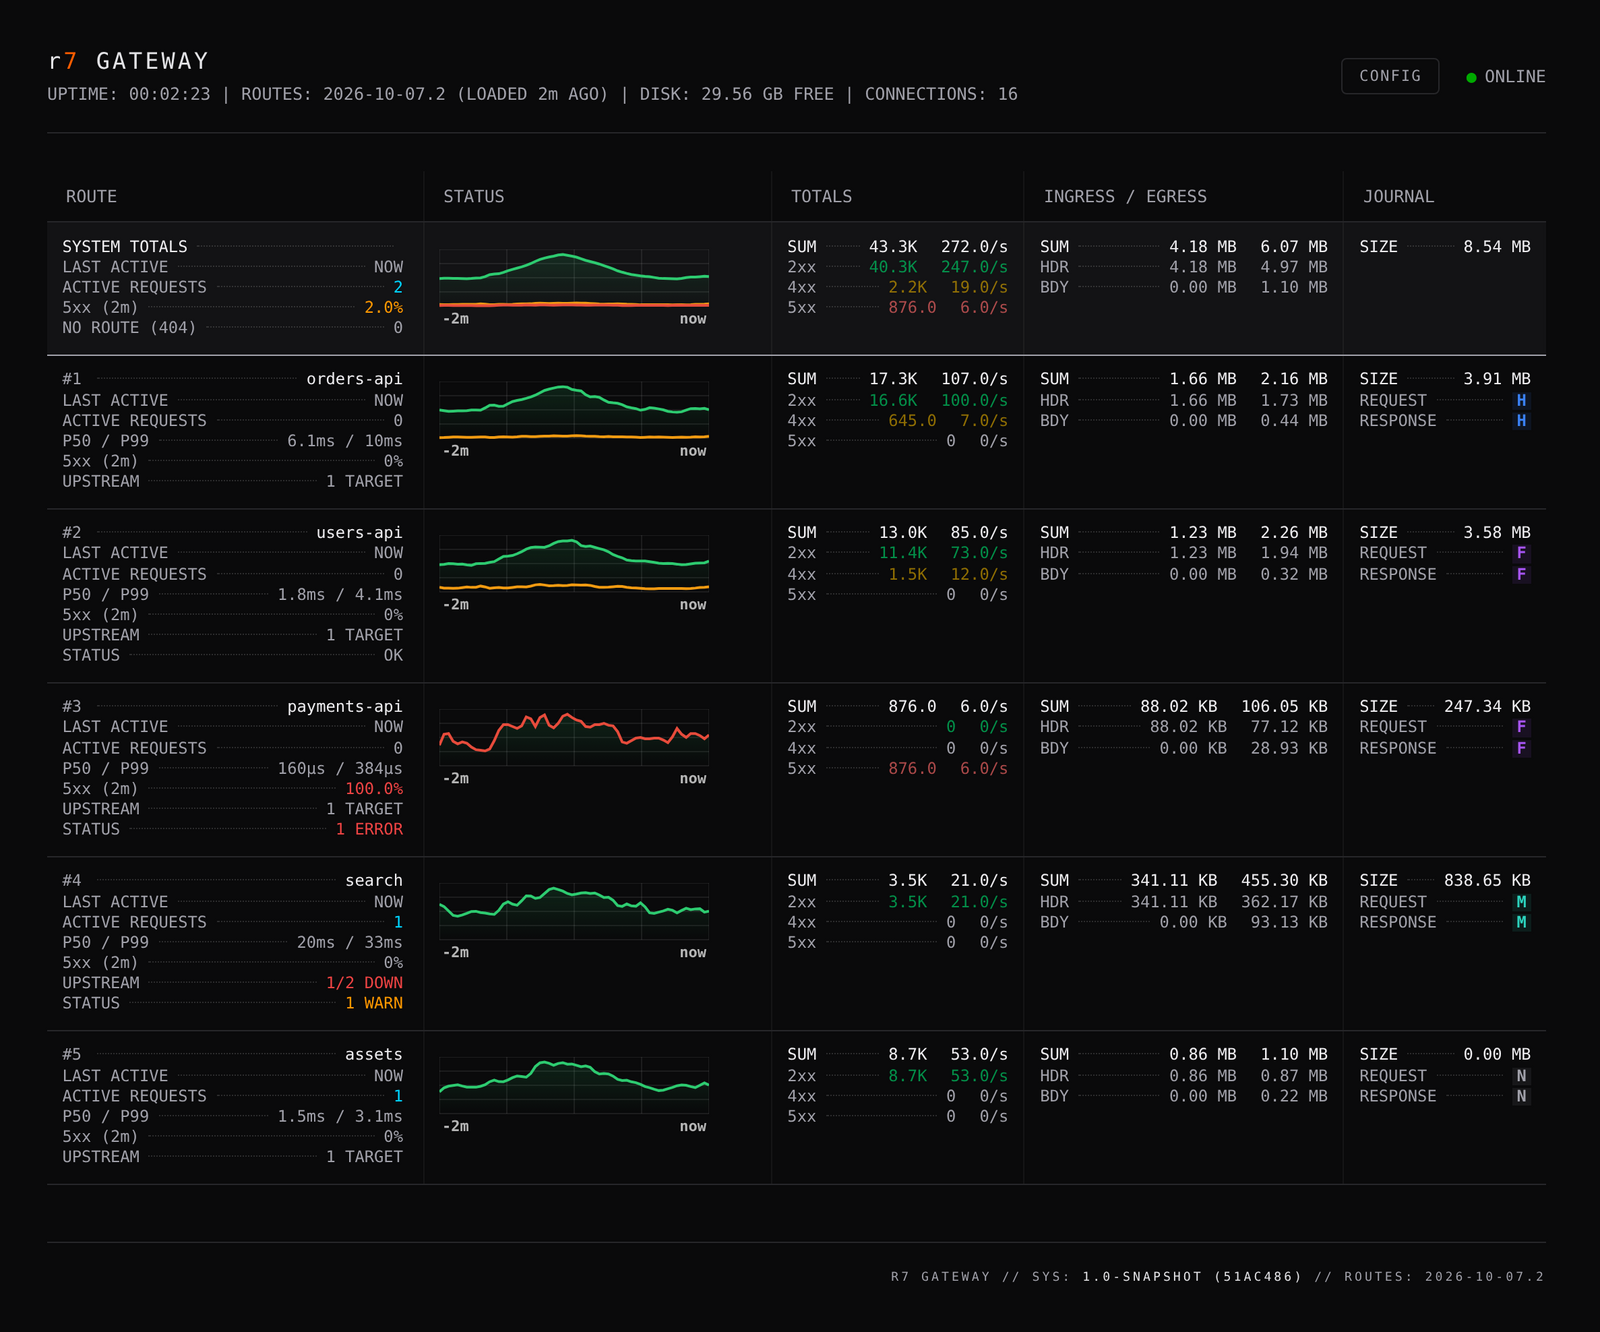 r7 GATEWAY
UPTIME: 00:02:23 | ROUTES: 2026-10-07.2 (LOADED 2m AGO) | DISK: 29.56 GB FREE | CONNECTIONS: 16
CONFIG
ONLINE
ROUTE STATUS TOTALS INGRESS / EGRESS JOURNAL
SYSTEM TOTALS
LAST ACTIVE NOW
ACTIVE REQUESTS 2
5xx (2m) 2.0%
NO ROUTE (404) 0
-2m now
SUM 43.3K 272.0/s
2xx 40.3K 247.0/s
4xx 2.2K 19.0/s
5xx 876.0 6.0/s
SUM 4.18 MB 6.07 MB
HDR 4.18 MB 4.97 MB
BDY 0.00 MB 1.10 MB
SIZE 8.54 MB
#1 orders-api
LAST ACTIVE NOW
ACTIVE REQUESTS 0
P50 / P99 6.1ms / 10ms
5xx (2m) 0%
UPSTREAM 1 TARGET
-2m now
SUM 17.3K 107.0/s
2xx 16.6K 100.0/s
4xx 645.0 7.0/s
5xx 0 0/s
SUM 1.66 MB 2.16 MB
HDR 1.66 MB 1.73 MB
BDY 0.00 MB 0.44 MB
SIZE 3.91 MB
REQUEST H
RESPONSE H
#2 users-api
LAST ACTIVE NOW
ACTIVE REQUESTS 0
P50 / P99 1.8ms / 4.1ms
5xx (2m) 0%
UPSTREAM 1 TARGET
STATUS OK
-2m now
SUM 13.0K 85.0/s
2xx 11.4K 73.0/s
4xx 1.5K 12.0/s
5xx 0 0/s
SUM 1.23 MB 2.26 MB
HDR 1.23 MB 1.94 MB
BDY 0.00 MB 0.32 MB
SIZE 3.58 MB
REQUEST F
RESPONSE F
#3 payments-api
LAST ACTIVE NOW
ACTIVE REQUESTS 0
P50 / P99 160µs / 384µs
5xx (2m) 100.0%
UPSTREAM 1 TARGET
STATUS 1 ERROR
-2m now
SUM 876.0 6.0/s
2xx 0 0/s
4xx 0 0/s
5xx 876.0 6.0/s
SUM 88.02 KB 106.05 KB
HDR 88.02 KB 77.12 KB
BDY 0.00 KB 28.93 KB
SIZE 247.34 KB
REQUEST F
RESPONSE F
#4 search
LAST ACTIVE NOW
ACTIVE REQUESTS 1
P50 / P99 20ms / 33ms
5xx (2m) 0%
UPSTREAM 1/2 DOWN
STATUS 1 WARN
-2m now
SUM 3.5K 21.0/s
2xx 3.5K 21.0/s
4xx 0 0/s
5xx 0 0/s
SUM 341.11 KB 455.30 KB
HDR 341.11 KB 362.17 KB
BDY 0.00 KB 93.13 KB
SIZE 838.65 KB
REQUEST M
RESPONSE M
#5 assets
LAST ACTIVE NOW
ACTIVE REQUESTS 1
P50 / P99 1.5ms / 3.1ms
5xx (2m) 0%
UPSTREAM 1 TARGET
-2m now
SUM 8.7K 53.0/s
2xx 8.7K 53.0/s
4xx 0 0/s
5xx 0 0/s
SUM 0.86 MB 1.10 MB
HDR 0.86 MB 0.87 MB
BDY 0.00 MB 0.22 MB
SIZE 0.00 MB
REQUEST N
RESPONSE N
R7 GATEWAY // SYS: 1.0-SNAPSHOT (51AC486) // ROUTES: 2026-10-07.2